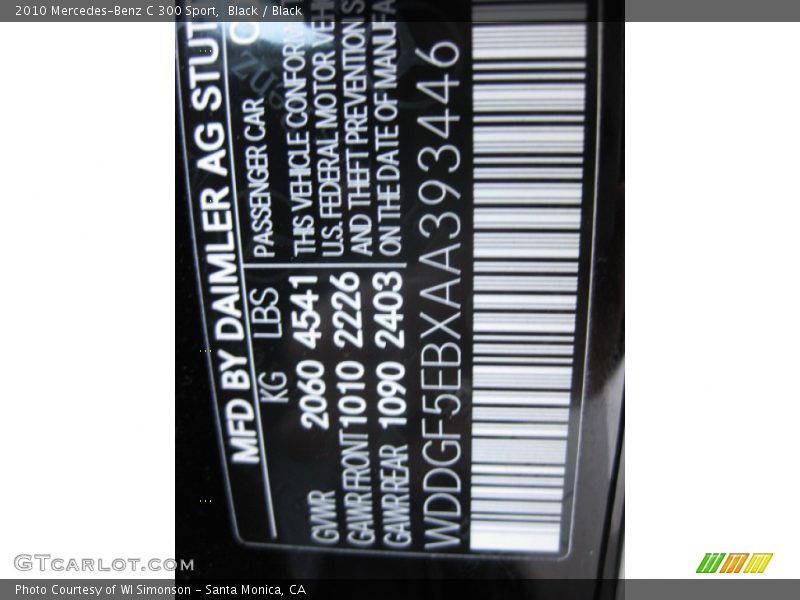 2010 Mercedes-Benz C 300 Sport,  Black / Black
MFD BY DAIMLER AG STUT
KG LBS
GVWR 2060 4541
GAWR FRONT 1010 2226
GAWR REAR 1090 2403
PASSENGER CAR
THIS VEHICLE CONFORM
U.S. FEDERAL MOTOR VEH
AND THEFT PREVENTION S
ON THE DATE OF MANUFA
WDDGF5EBXAA393446
GTCARLOT.COM
Photo Courtesy of WI Simonson – Santa Monica, CA